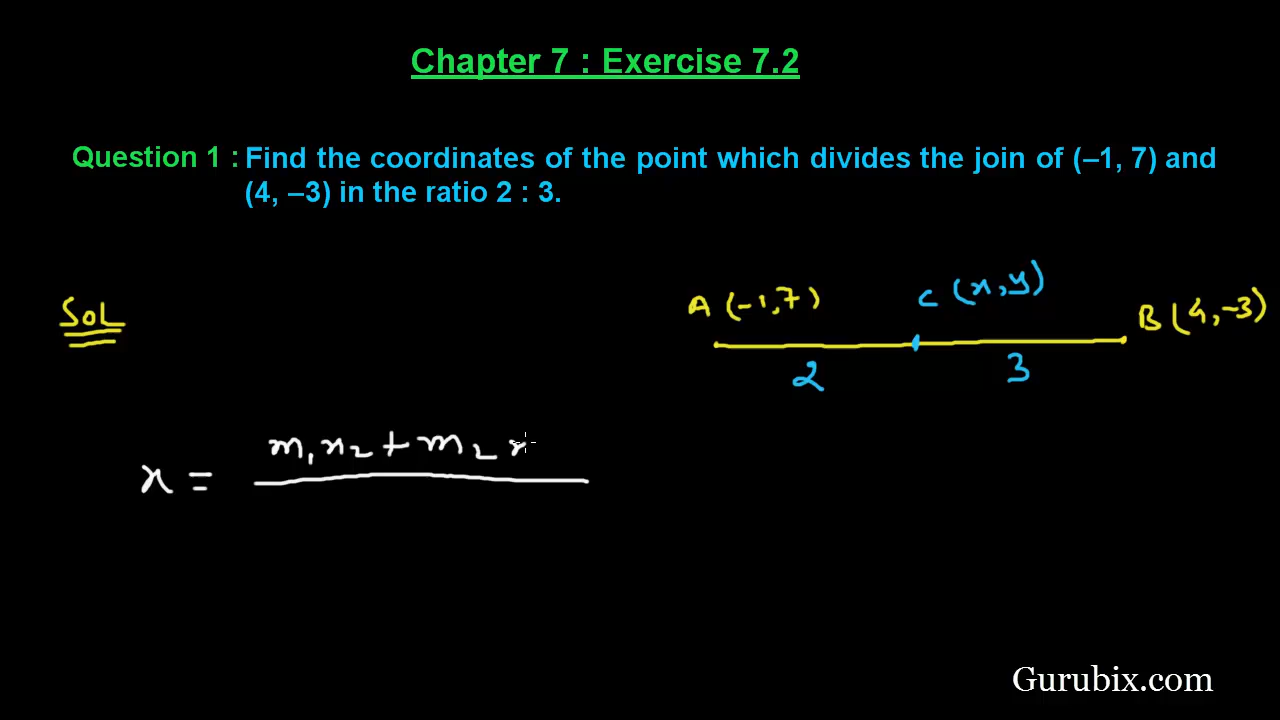 Chapter 7 : Exercise 7.2
Question 1 : Find the coordinates of the point which divides the join of (–1, 7) and
(4, –3) in the ratio 2 : 3.
Sol
A (-1,7)
C (x,y)
B (4,-3)
2
3
x = m₁x₂ + m₂
Gurubix.com